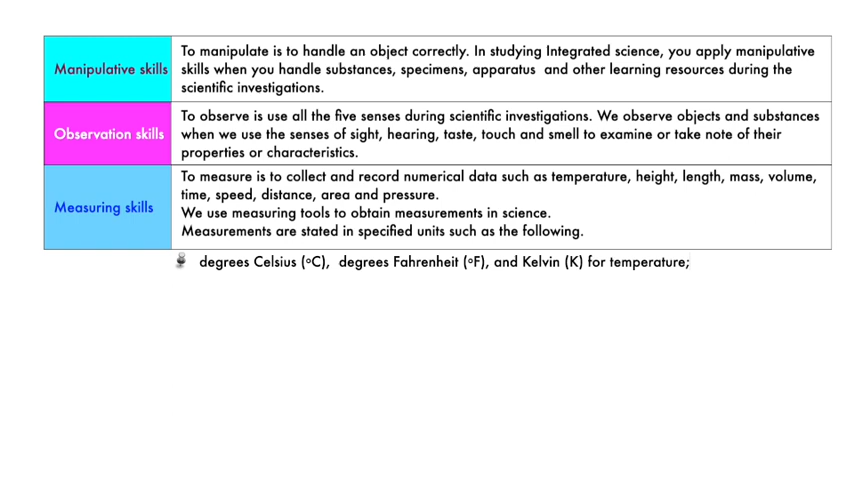 To manipulate is to handle an object correctly. In studying Integrated science, you apply manipulative
Manipulative skills
skills when you handle substances, specimens, apparatus and other learning resources during the
scientific investigations.
To observe is use all the five senses during scientific investigations. We observe objects and substances
Observation skills
when we use the senses of sight, hearing, taste, touch and smell to examine or take note of their
properties or characteristics.
To measure is to collect and record numerical data such as temperature, height, length, mass, volume,
time, speed, distance, area and pressure.
Measuring skills
We use measuring tools to obtain measurements in science.
Measurements are stated in specified units such as the following.
degrees Celsius (°C), degrees Fahrenheit (°F), and Kelvin (K) for temperature;